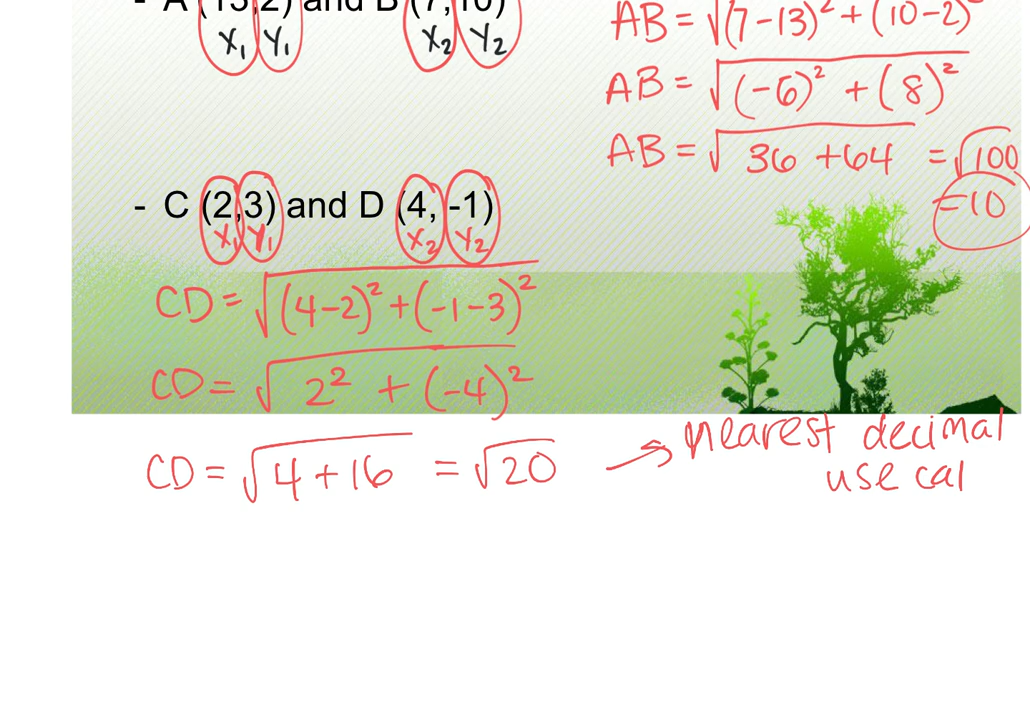 - A (13,2) and B (7,10)
X₁ Y₁ X₂ Y₂
AB = √(7-13)² + (10-2)²
AB = √(-6)² + (8)²
AB = √36 + 64 = √100
= 10
- C (2,3) and D (4, -1)
X₁ Y₁ X₂ Y₂
CD = √(4-2)² + (-1-3)²
CD = √2² + (-4)²
CD = √4 + 16 = √20 → nearest decimal
use cal